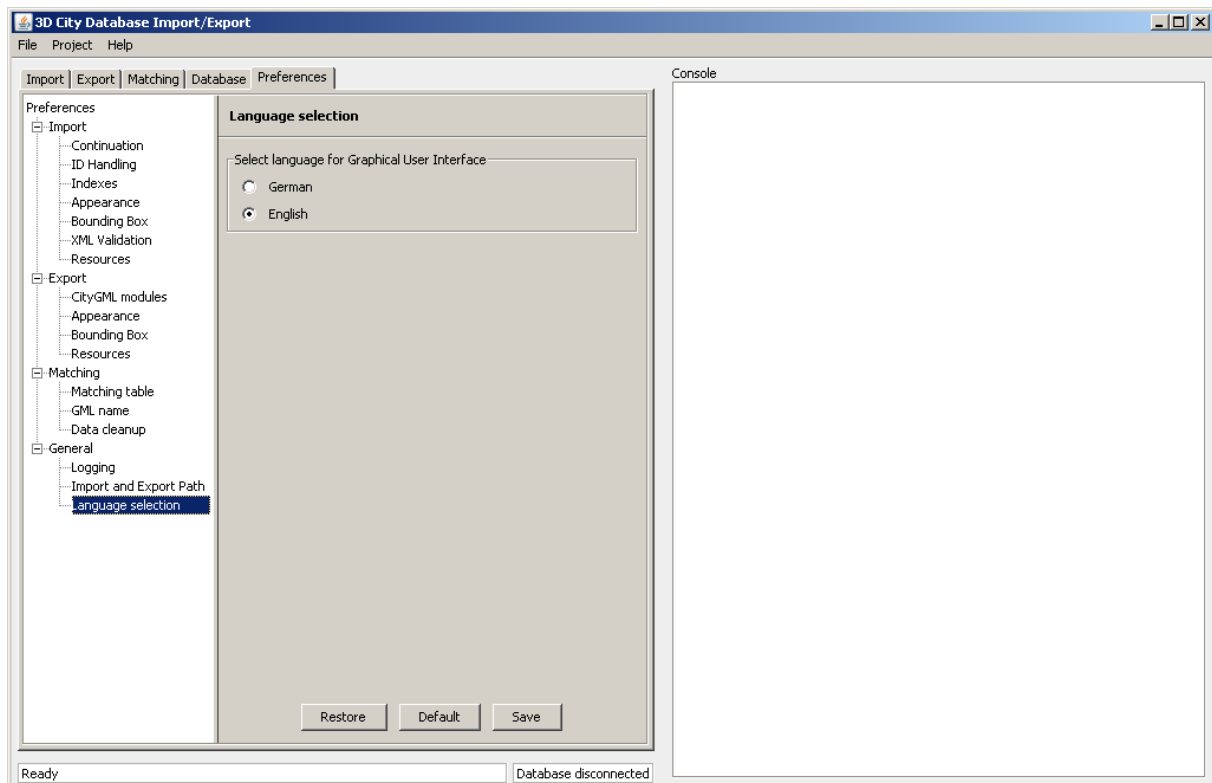 3D City Database Import/Export
File Project Help
Import Export Matching Database Preferences
Console
Preferences
Import
Continuation
ID Handling
Indexes
Appearance
Bounding Box
XML Validation
Resources
Export
CityGML modules
Appearance
Bounding Box
Resources
Matching
Matching table
GML name
Data cleanup
General
Logging
Import and Export Path
Language selection
Language selection
Select language for Graphical User Interface
German
English
Restore Default Save
Ready
Database disconnected